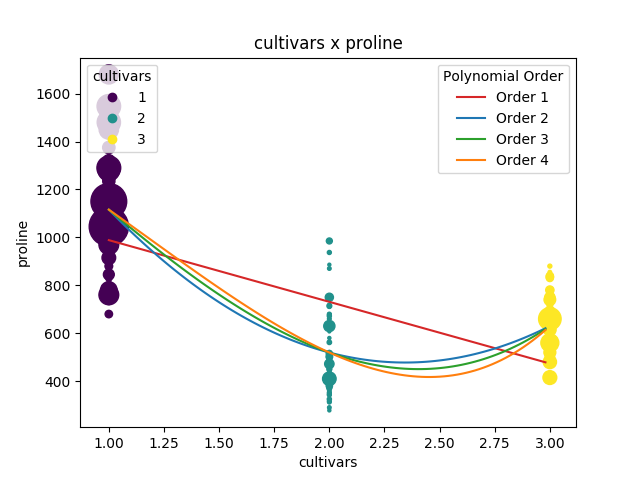 cultivars x proline
cultivars
1
2
3
Polynomial Order
Order 1
Order 2
Order 3
Order 4
proline
1600
1400
1200
1000
800
600
400
1.00 1.25 1.50 1.75 2.00 2.25 2.50 2.75 3.00
cultivars